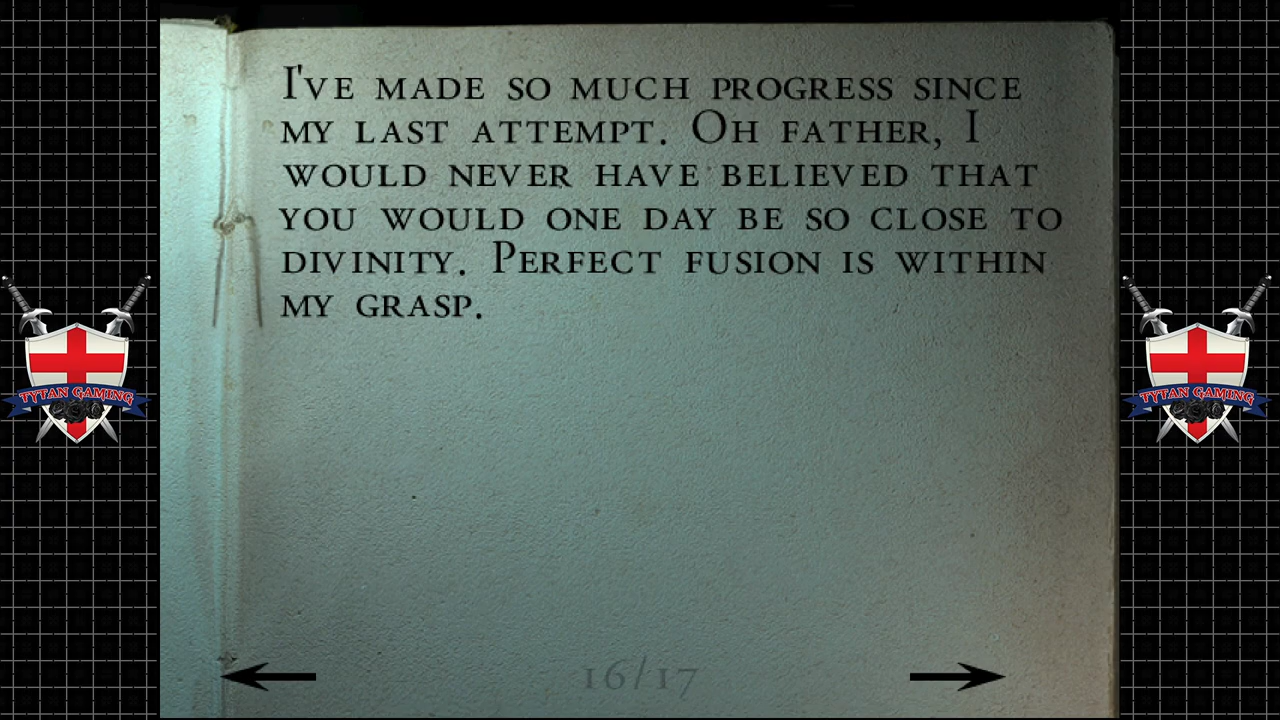 I've made so much progress since
my last attempt. Oh father, I
would never have believed that
you would one day be so close to
divinity. Perfect fusion is within
my grasp.
16/17
TYTAN GAMING
TYTAN GAMING